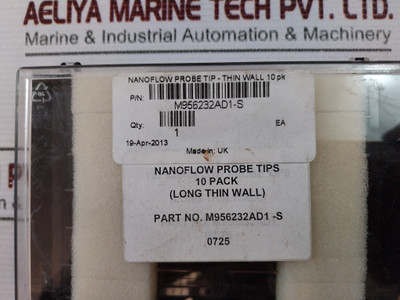 AELIYA MARINE TECH PVT. LTD.
Marine & Industrial Automation & Machinery
NANOFLOW PROBE TIP - THIN WALL 10 pk
P/N:
M956232AD1-S
Qty:
1
EA
19-Apr-2013
Made in: UK
NANOFLOW PROBE TIPS
10 PACK
(LONG THIN WALL)
PART NO. M956232AD1 -S
0725